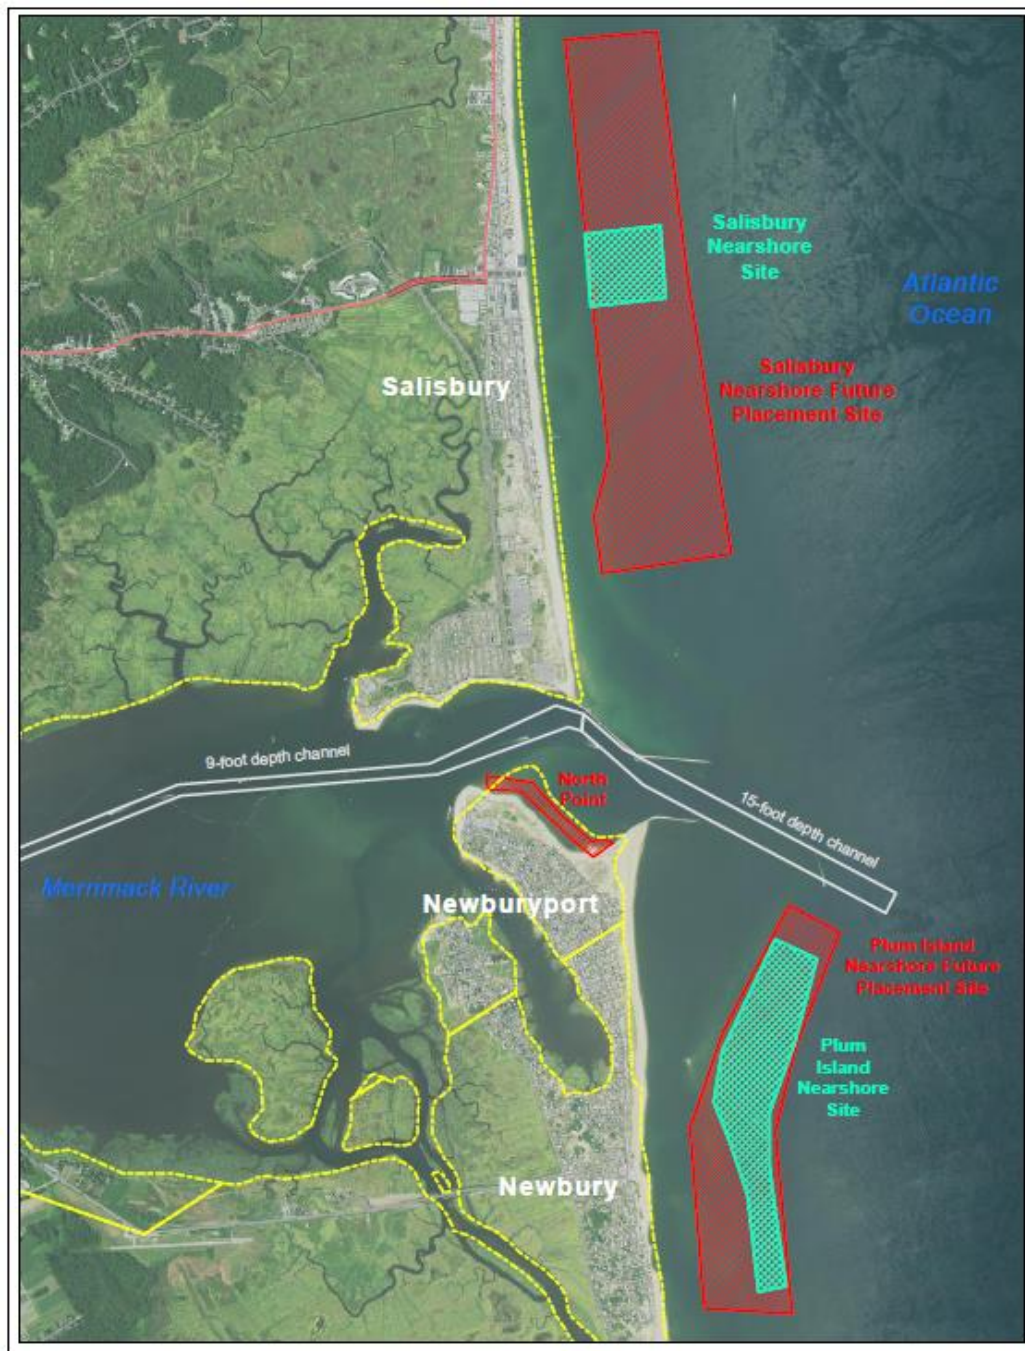 Salisbury
Nearshore
Site
Atlantic
Ocean
Salisbury
Nearshore Future
Placement Site
Salisbury
9-foot depth channel
North
Point
15-foot depth channel
Merrimack River
Newburyport
Plum Island
Nearshore Future
Placement Site
Plum
Island
Nearshore
Site
Newbury